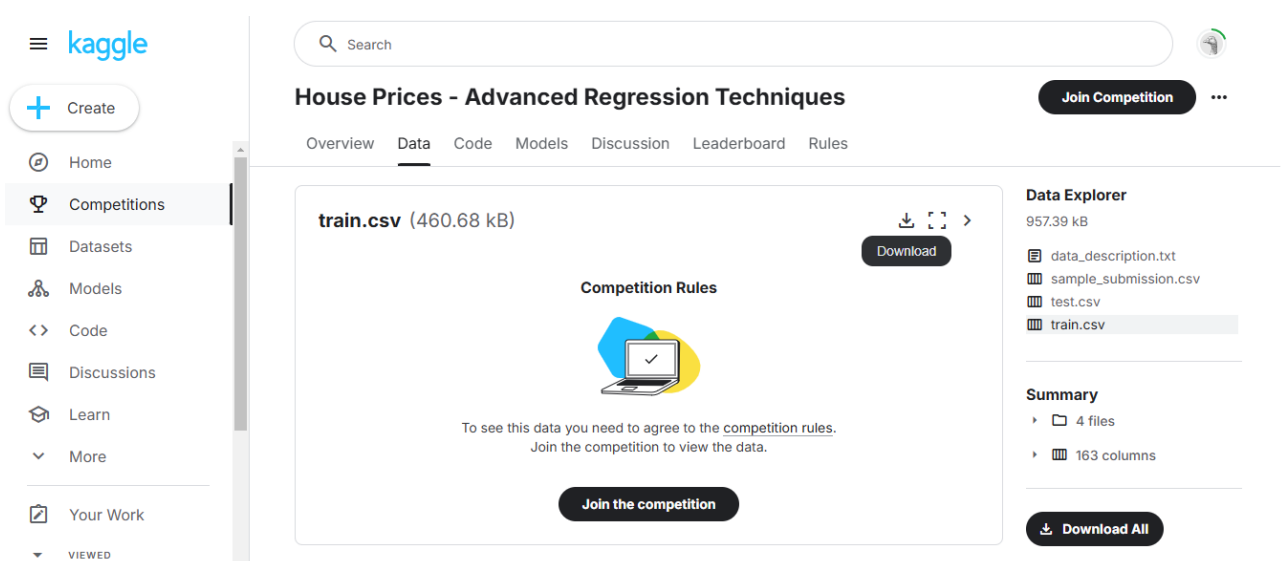 kaggle
Search
Create
House Prices - Advanced Regression Techniques
Join Competition
Overview Data Code Models Discussion Leaderboard Rules
Home
Competitions
Datasets
Models
Code
Discussions
Learn
More
Your Work
VIEWED
train.csv (460.68 kB)
Download
Competition Rules
To see this data you need to agree to the competition rules.
Join the competition to view the data.
Join the competition
Data Explorer
957.39 kB
data_description.txt
sample_submission.csv
test.csv
train.csv
Summary
4 files
163 columns
Download All